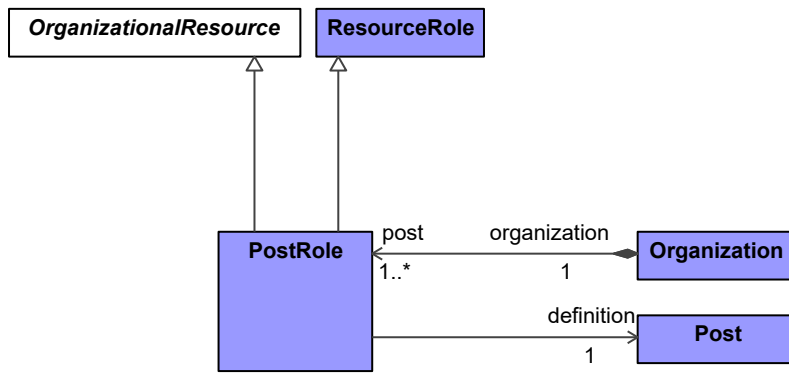 OrganizationalResource
ResourceRole
PostRole
post
organization
Organization
1..*
1
definition
Post
1